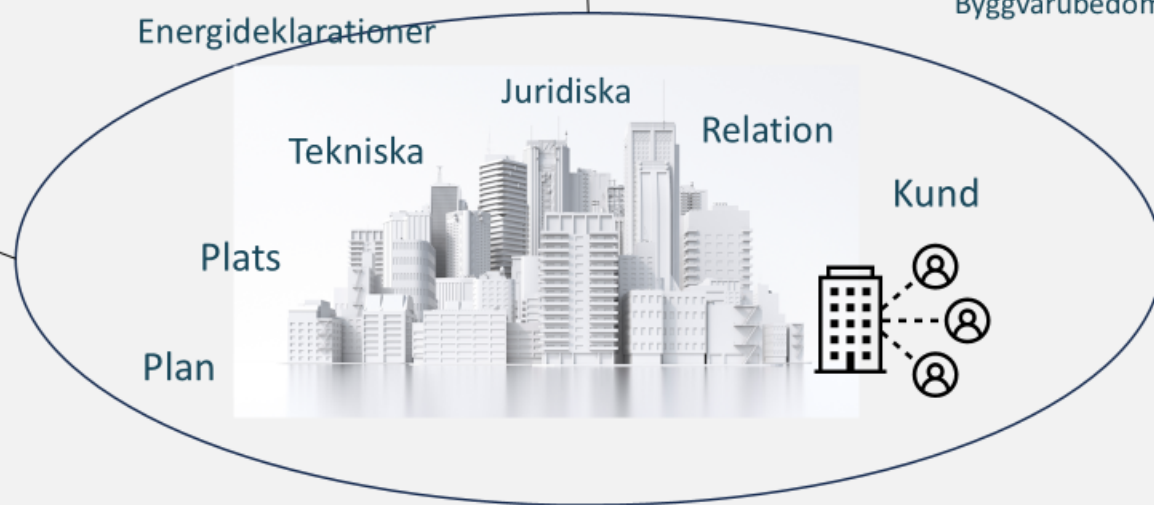 Energideklarationer
Juridiska
Relation
Tekniska
Kund
Plats
Plan